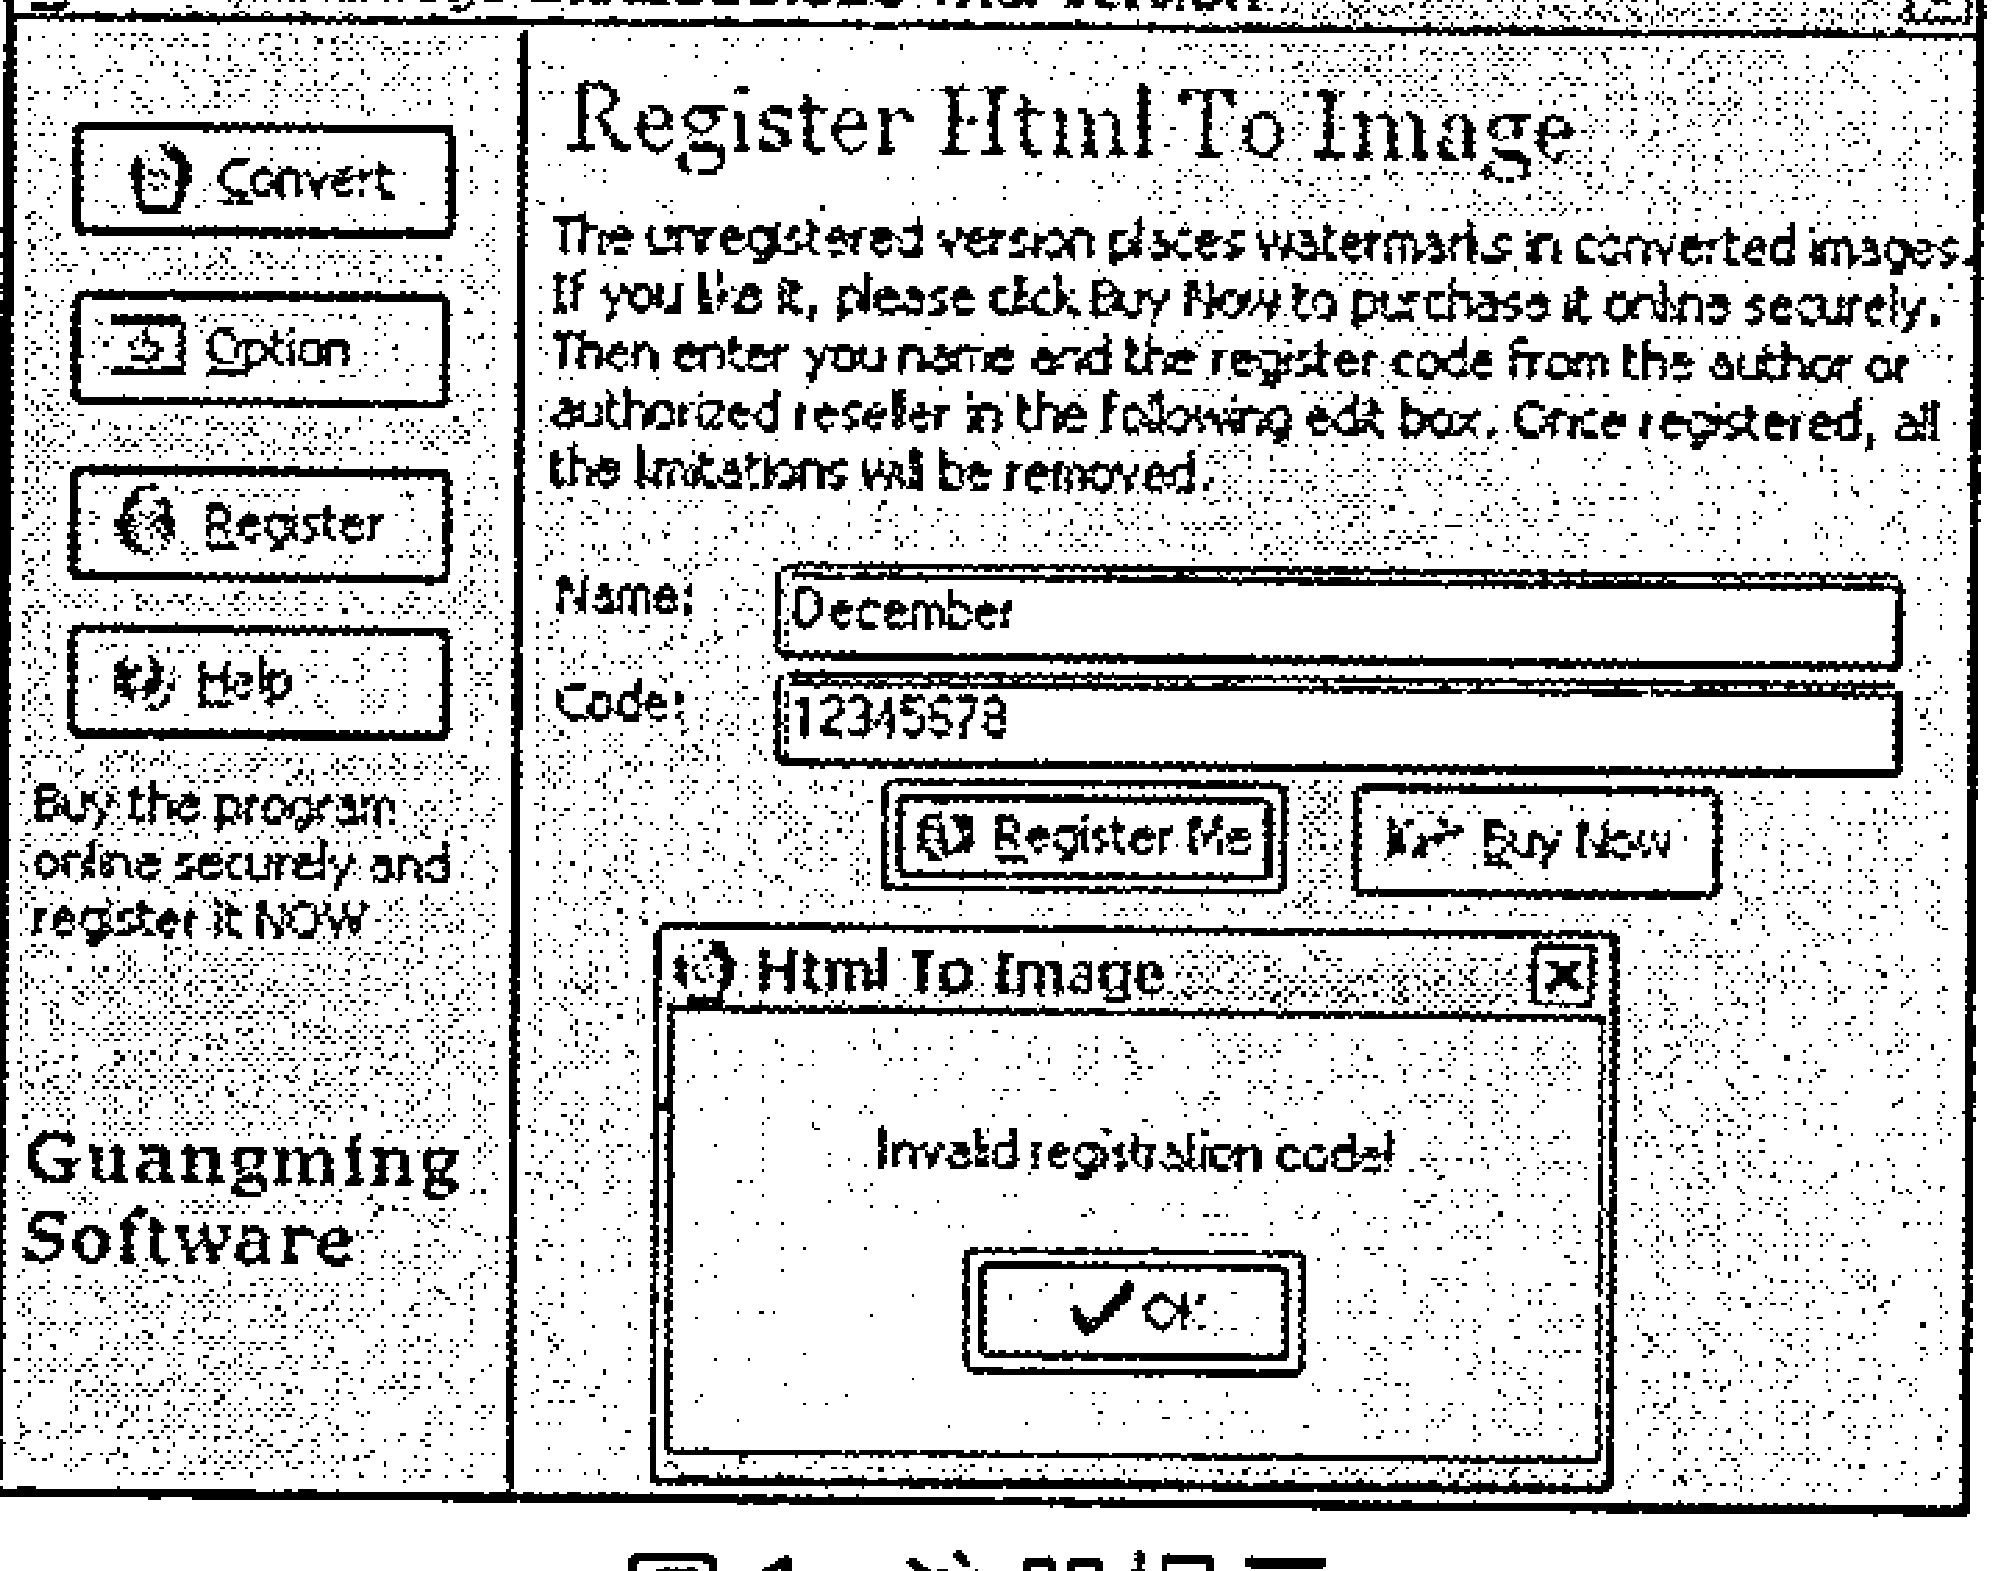 Trial Version
Convert
Option
Register
Help
Buy the program
online securely and
register it NOW
Guangming
Software
Register Html To Image
The unregistered version places watermarks in converted images.
If you like it, please click Buy Now to purchase it online securely.
Then enter you name and the register code from the author or
authorized reseller in the following edit box. Once registered, all
the limitations will be removed.
Name:
December
Code:
12345678
Register Me
Buy Now
Html To Image
Invalid registration code!
OK